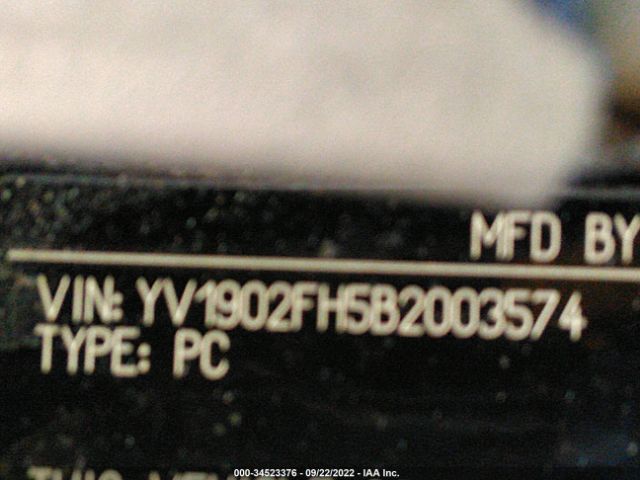 MFD BY
VIN: YV1902FH5B2003574
TYPE: PC
000-34523376 - 09/22/2022 - IAA Inc.